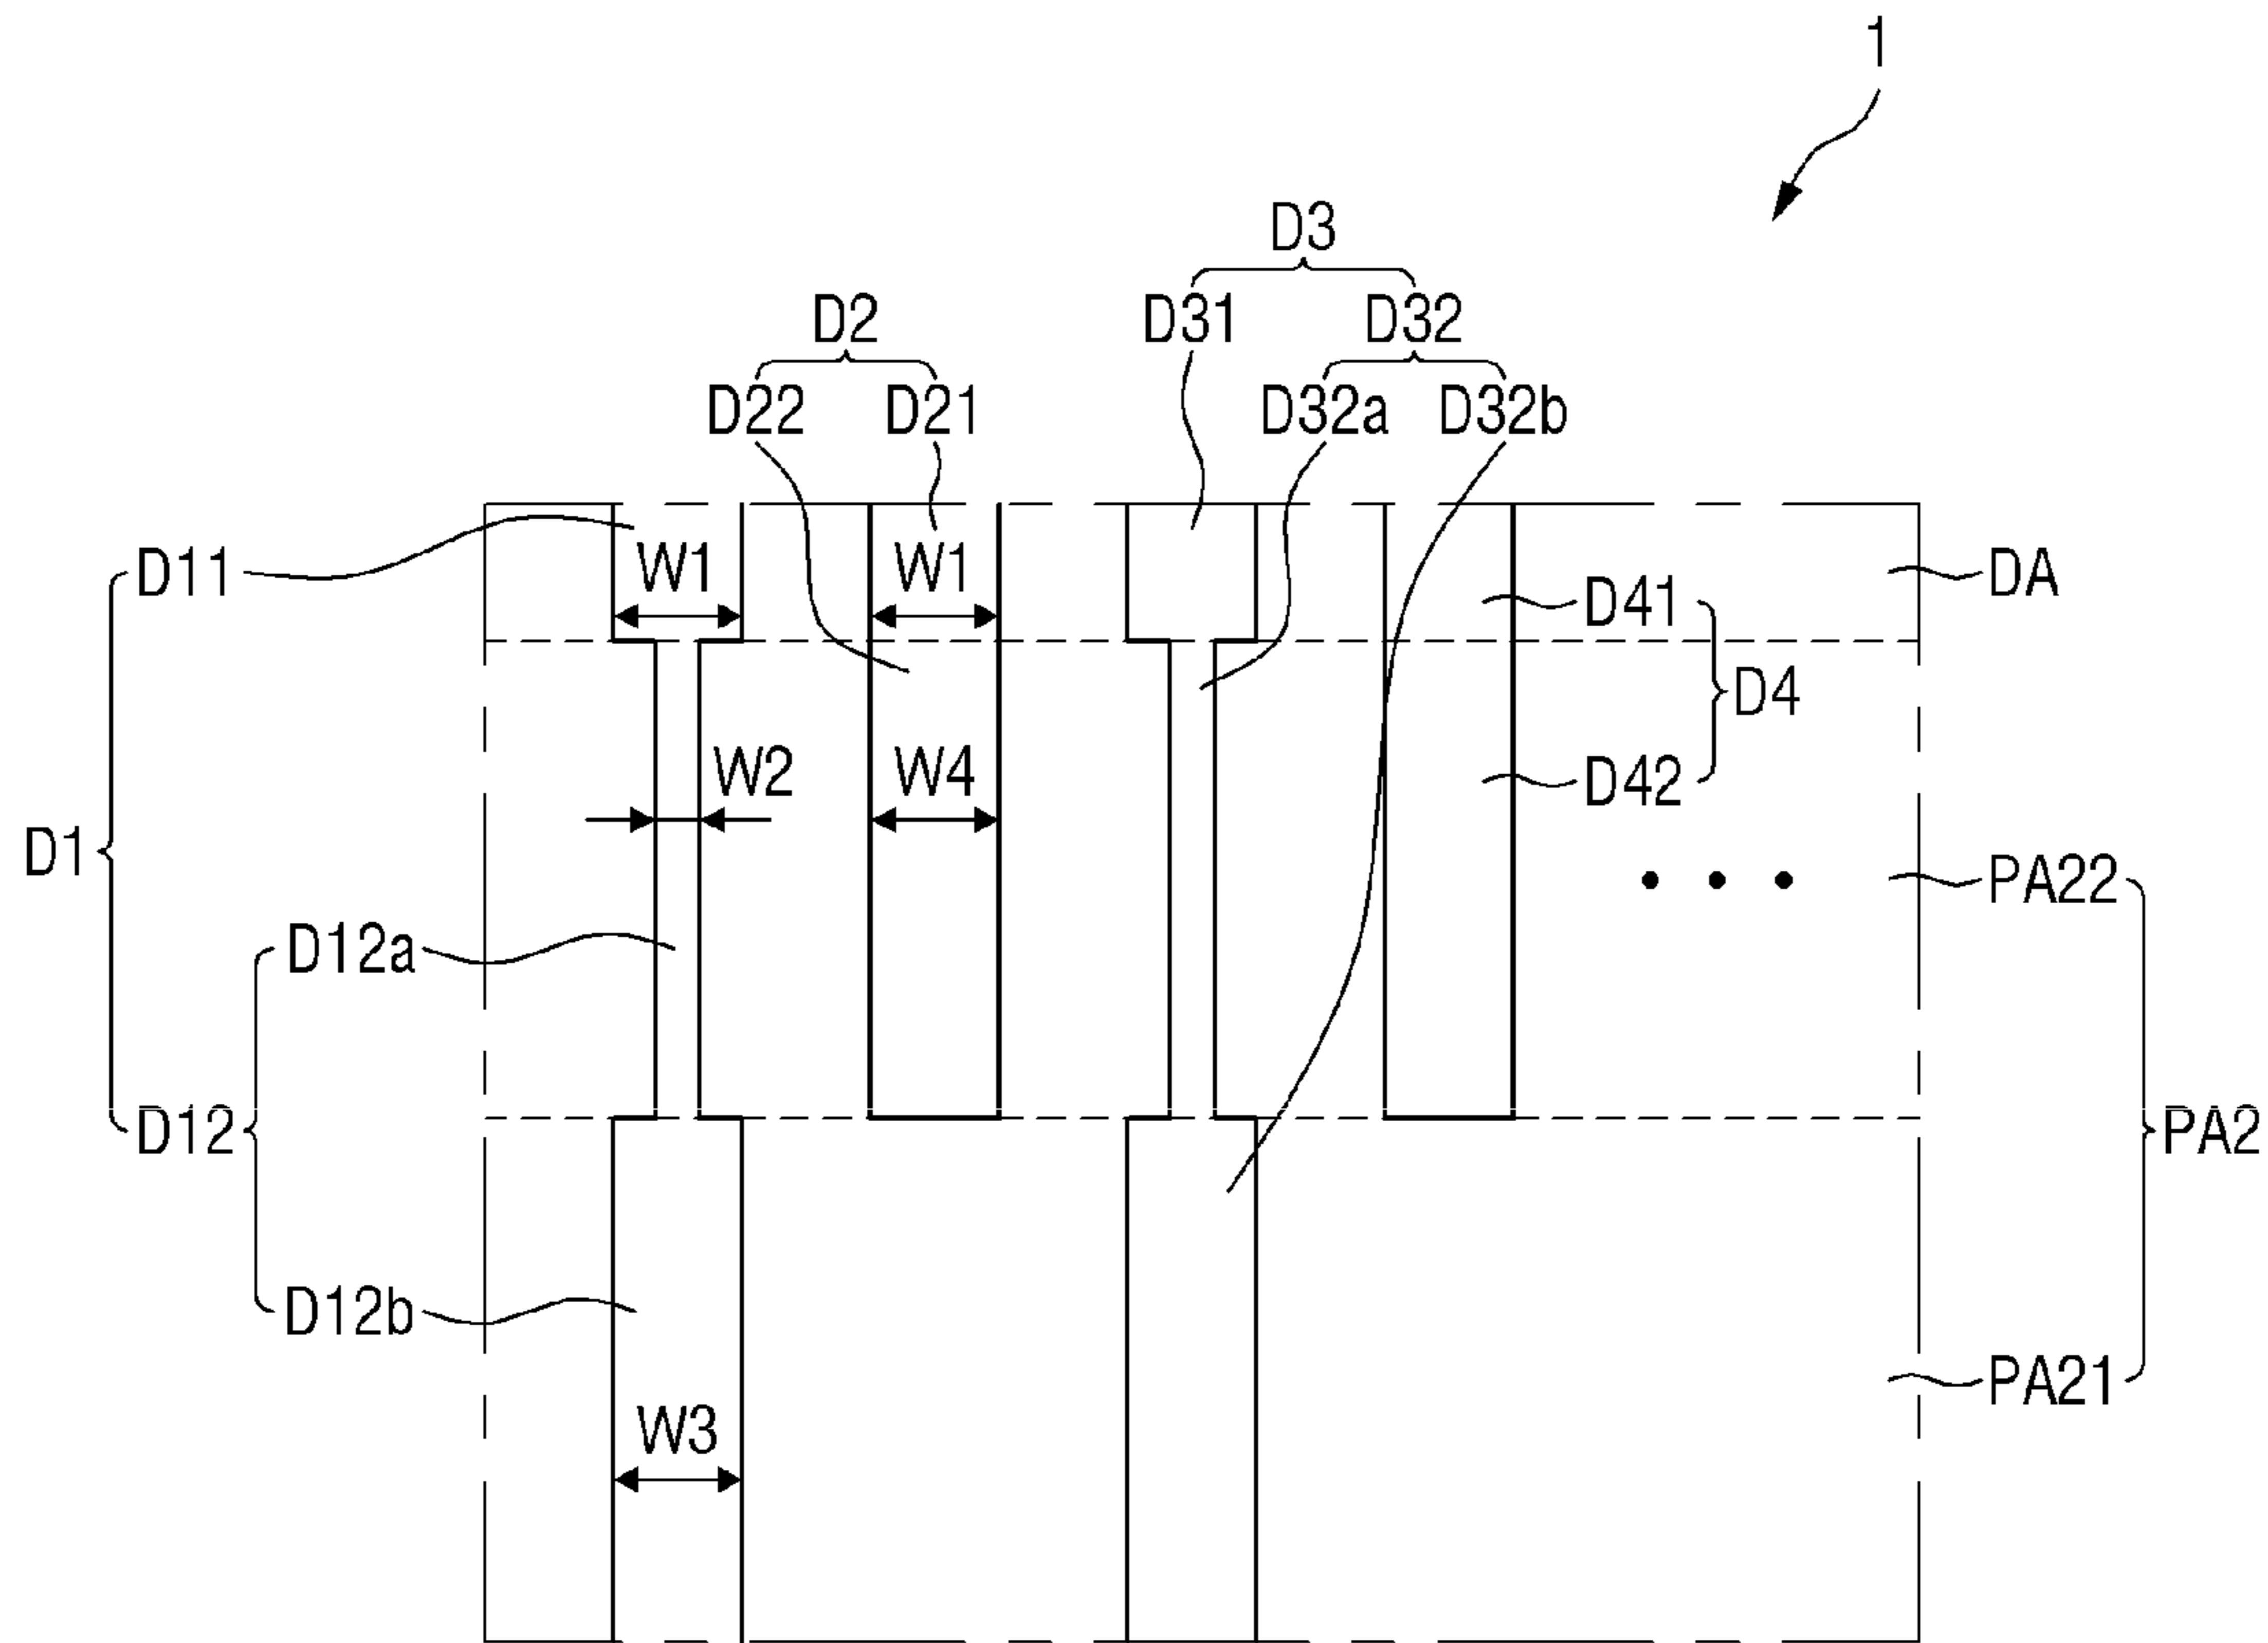 1
D3
D2 D31 D32
D22 D21 D32a D32b
D11 W1 W1 D41 DA
D4
W2 W4 D42
D1 PA22
D12a
D12 PA2
D12b
PA21
W3